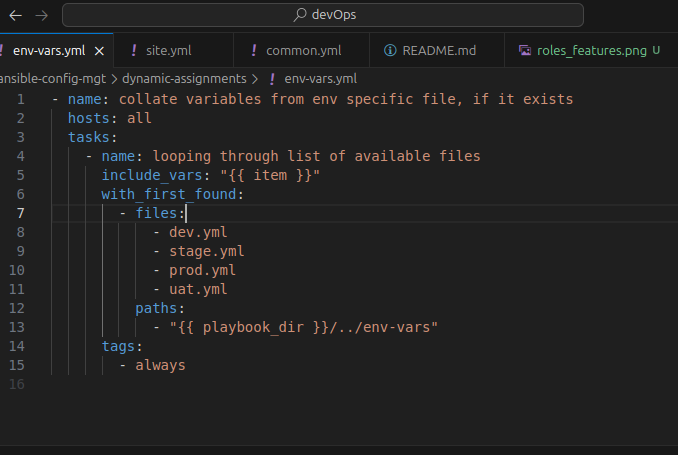 devOps
env-vars.yml
site.yml
common.yml
README.md
roles_features.png U
ansible-config-mgt > dynamic-assignments > ! env-vars.yml
1 - name: collate variables from env specific file, if it exists
2   hosts: all
3   tasks:
4     - name: looping through list of available files
5       include_vars: "{{ item }}"
6       with_first_found:
7         - files:
8             - dev.yml
9             - stage.yml
10             - prod.yml
11             - uat.yml
12           paths:
13             - "{{ playbook_dir }}/../env-vars"
14       tags:
15         - always
16